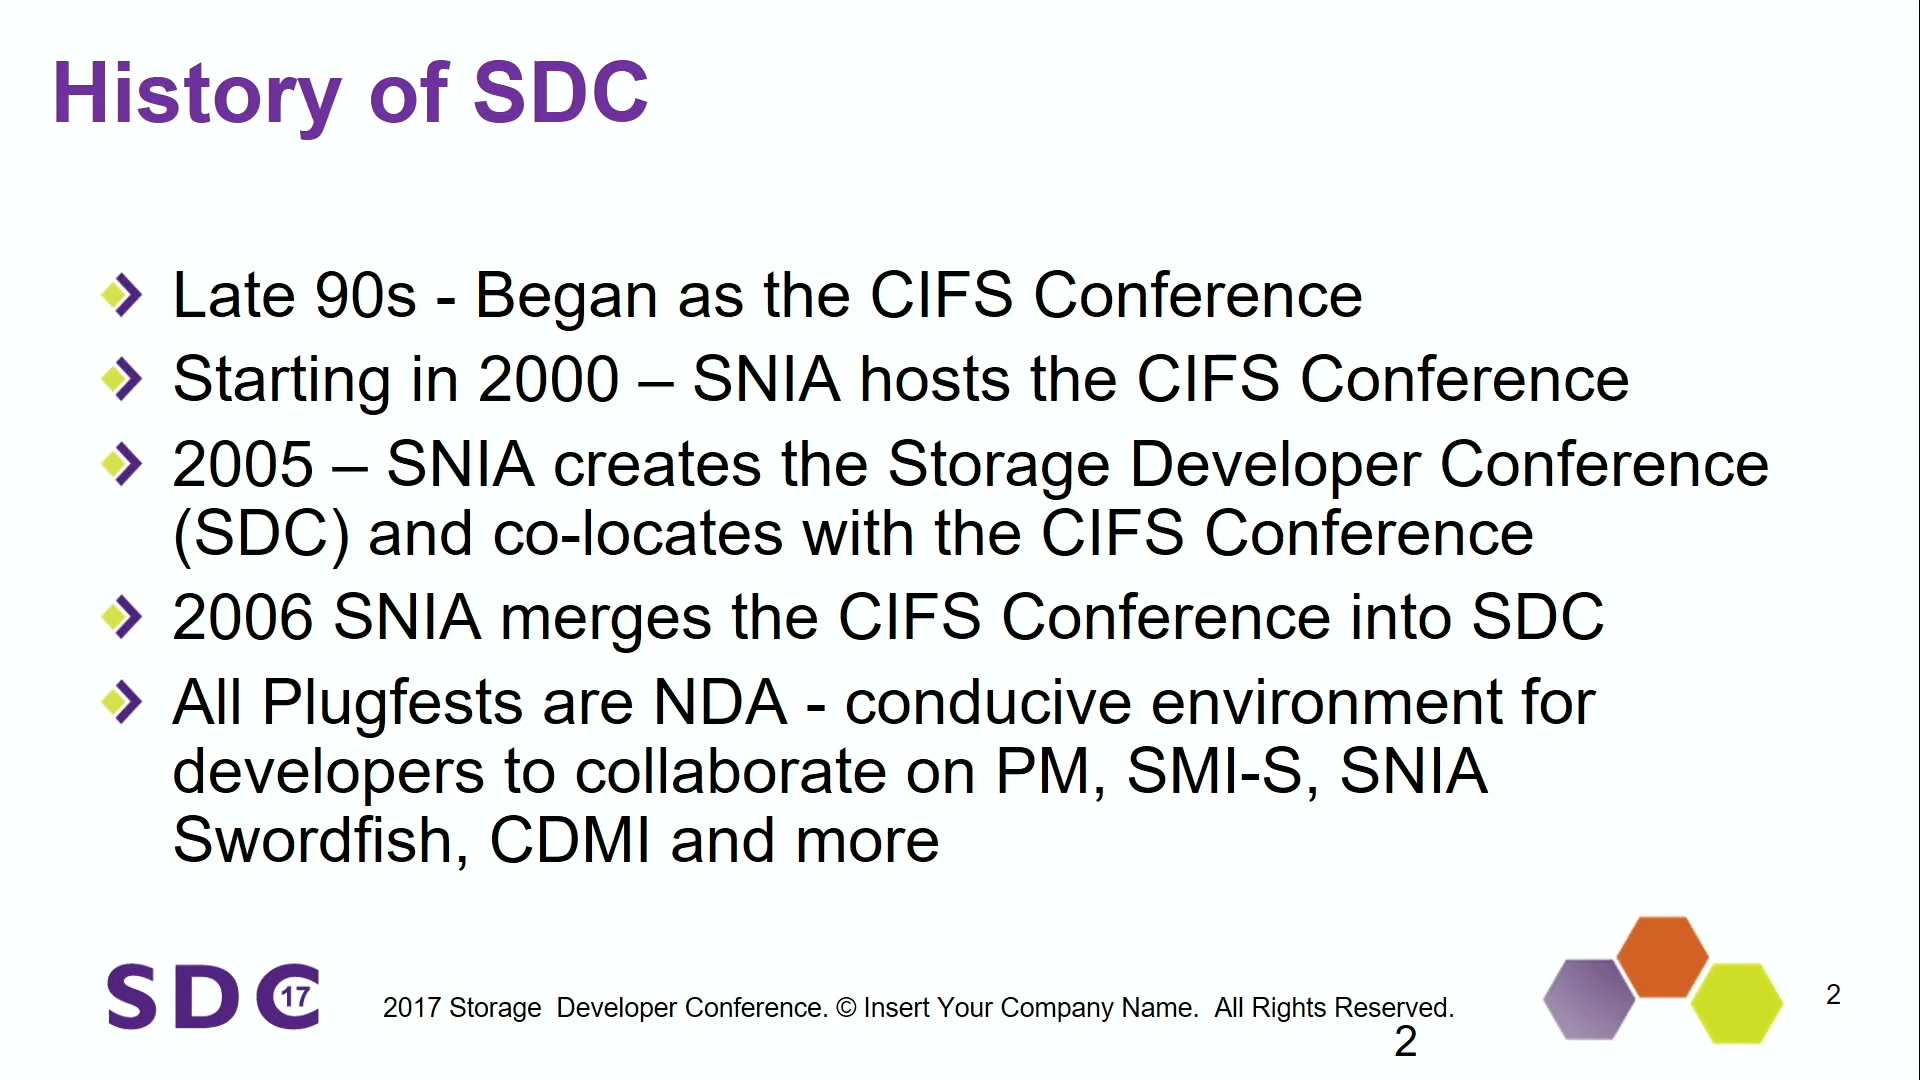 History of SDC
Late 90s - Began as the CIFS Conference
Starting in 2000 – SNIA hosts the CIFS Conference
2005 – SNIA creates the Storage Developer Conference
(SDC) and co-locates with the CIFS Conference
2006 SNIA merges the CIFS Conference into SDC
All Plugfests are NDA - conducive environment for
developers to collaborate on PM, SMI-S, SNIA
Swordfish, CDMI and more
SDC 17
2017 Storage  Developer Conference. © Insert Your Company Name.  All Rights Reserved.
2
2